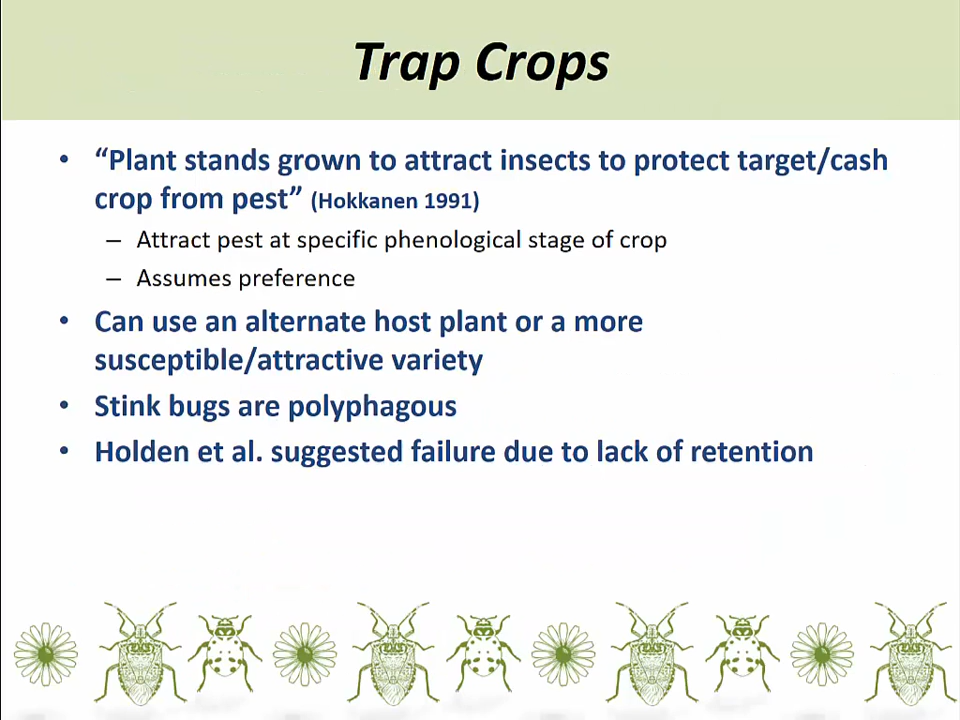 Trap Crops
• “Plant stands grown to attract insects to protect target/cash
crop from pest” (Hokkanen 1991)
– Attract pest at specific phenological stage of crop
– Assumes preference
• Can use an alternate host plant or a more
susceptible/attractive variety
• Stink bugs are polyphagous
• Holden et al. suggested failure due to lack of retention